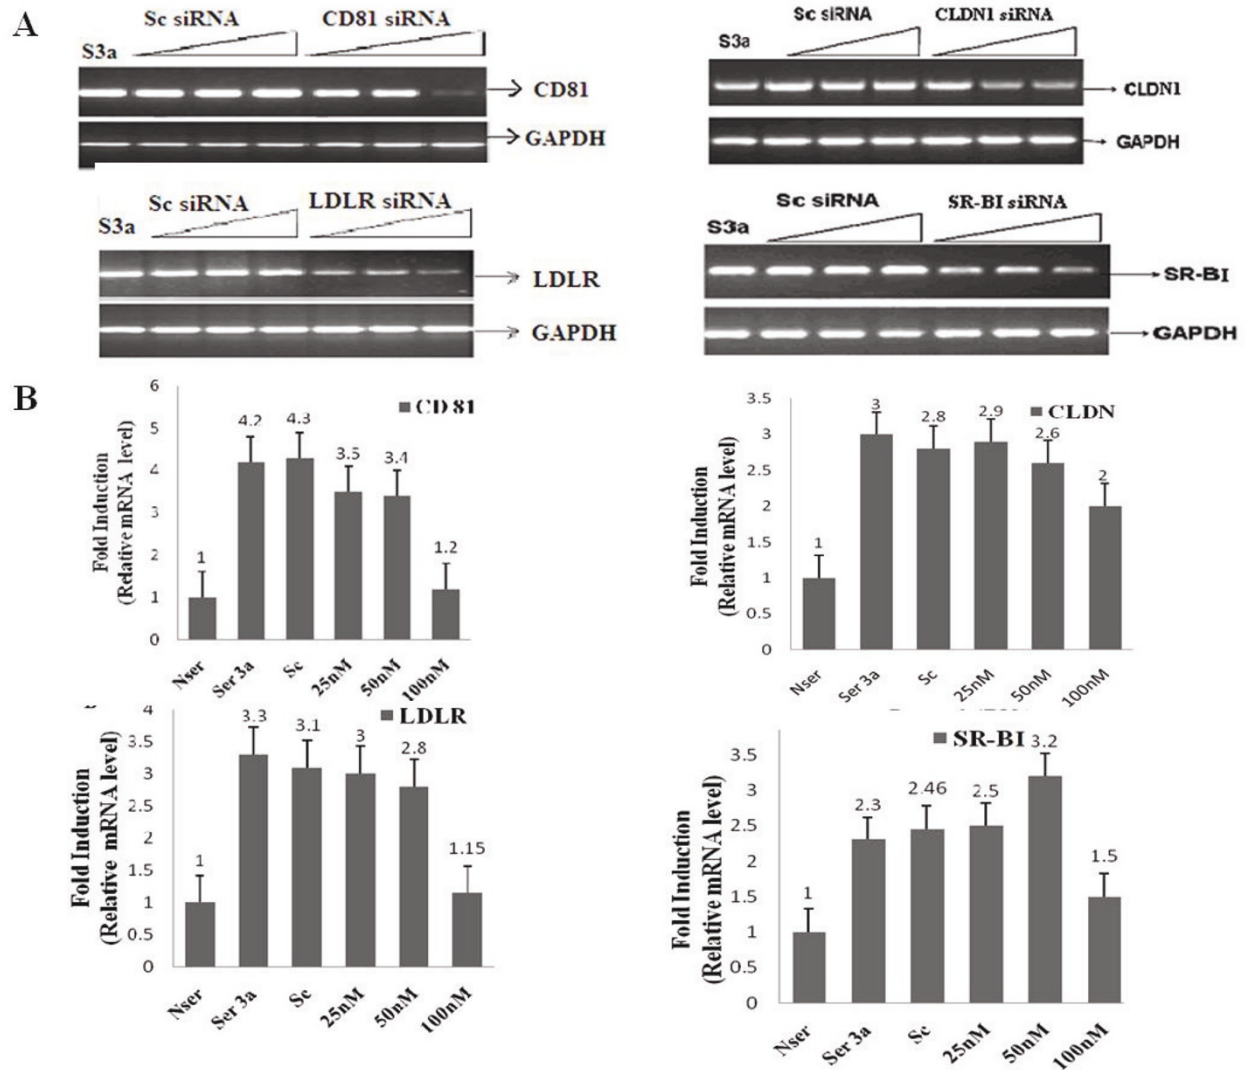 A
Sc siRNA CD81 siRNA
S3a
CD81
GAPDH
Sc siRNA CLDN1 siRNA
S3a
CLDN1
GAPDH
Sc siRNA LDLR siRNA
S3a
LDLR
GAPDH
Sc siRNA SR-BI siRNA
S3a
SR-BI
GAPDH
B
CD81
Fold Induction
(Relative mRNA level)
6
5
4
3
2
1
0
1 4.2 4.3 3.5 3.4 1.2
Nser Ser 3a Sc 25nM 50nM 100nM
CLDN
Fold Induction
(Relative mRNA level)
3.5
3
2.5
2
1.5
1
0.5
0
1 3 2.8 2.9 2.6 2
Nser Ser 3a Sc 25nM 50nM 100nM
LDLR
Fold Induction
(Relative mRNA level)
4
3.5
3
2.5
2
1.5
1
0.5
0
1 3.3 3.1 3 2.8 1.15
Nser Ser 3a Sc 25nM 50nM 100nM
SR-BI
Fold Induction
(Relative mRNA level)
3.5
3
2.5
2
1.5
1
0.5
0
1 2.3 2.46 2.5 3.2 1.5
Nser Ser 3a Sc 25nM 50nM 100nM